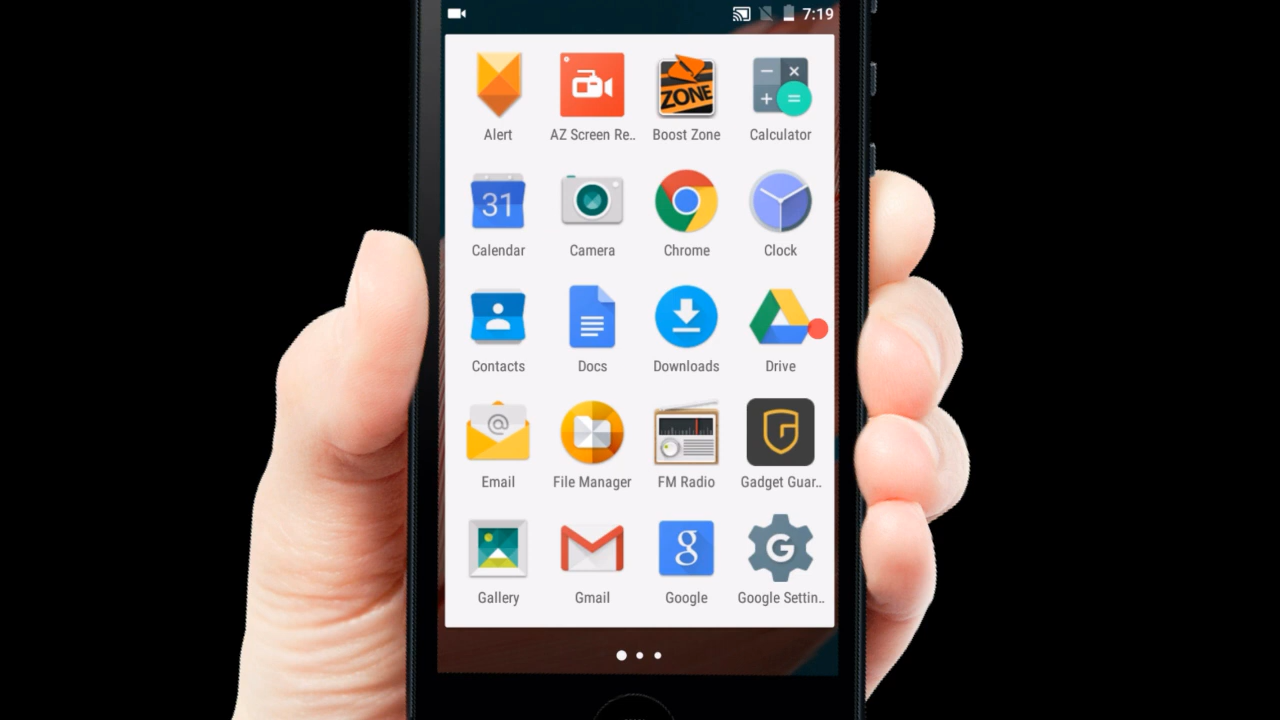 7:19
ZONE
Alert
AZ Screen Re..
Boost Zone
Calculator
31
Calendar
Camera
Chrome
Clock
Contacts
Docs
Downloads
Drive
@
G
Email
File Manager
FM Radio
Gadget Guar..
g
G
Gallery
Gmail
Google
Google Settin..